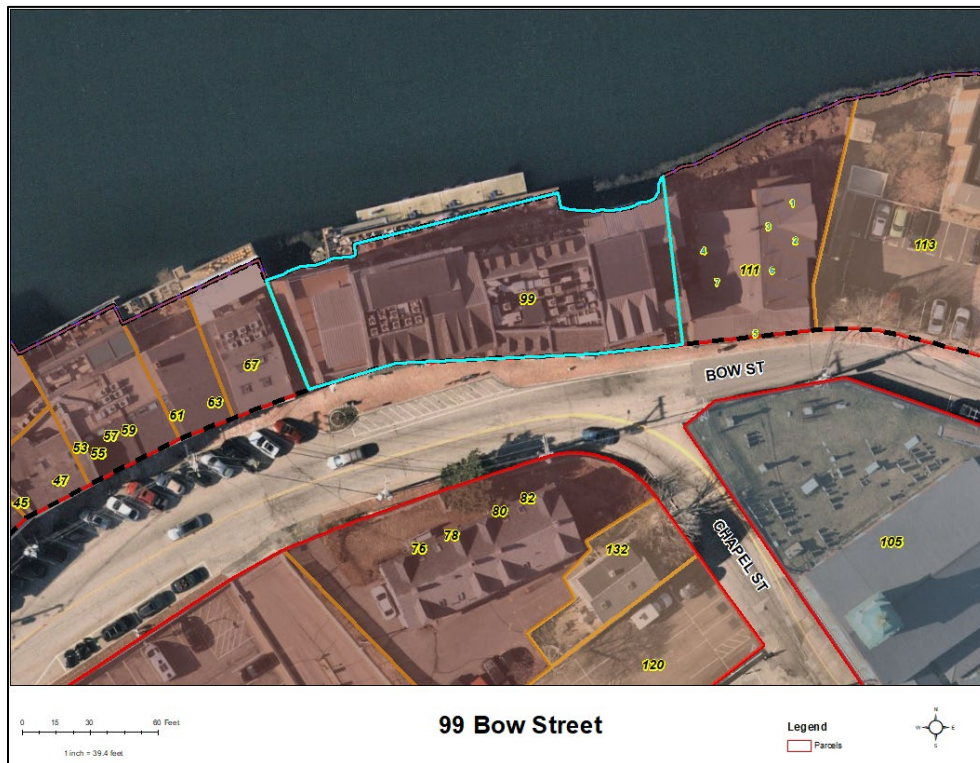 1
3
2
113
4
111
6
7
99
5
67
BOW ST
63
61
59
57
55
53
47
45
82
80
78
76
132
CHAPEL ST
105
120
0 15 30 60 Feet
1 inch = 39.4 feet
99 Bow Street
Legend
Parcels
N
W E
S